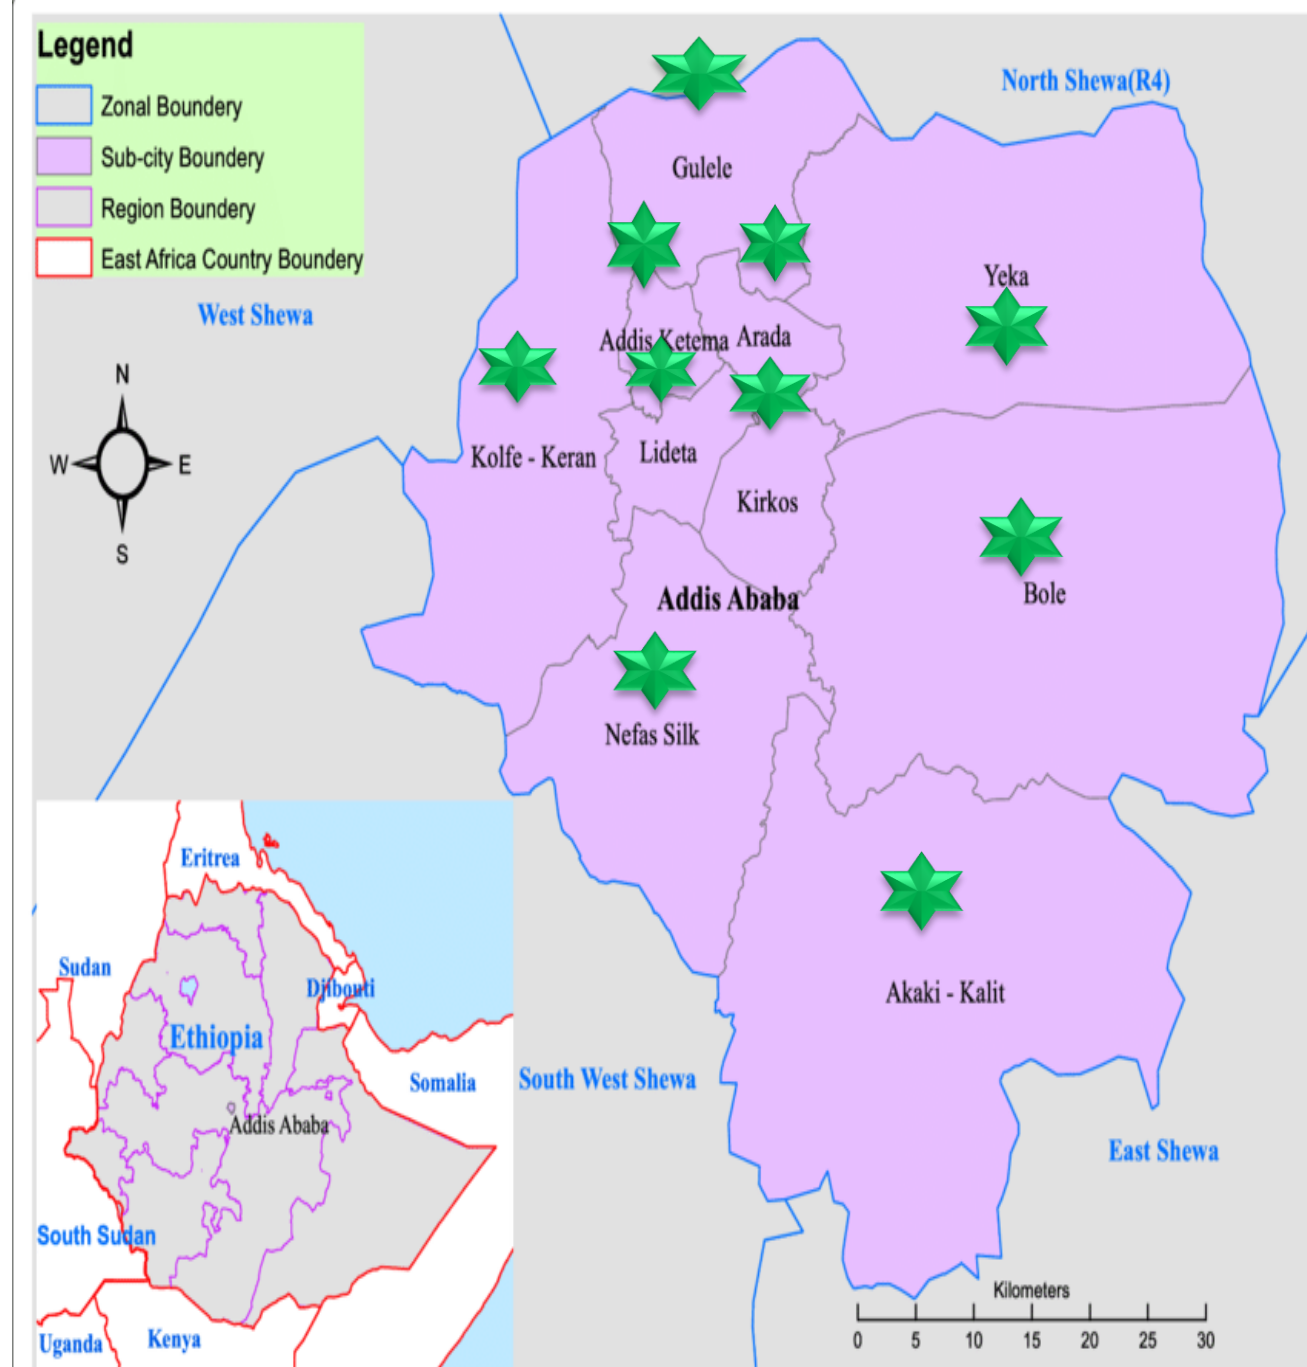 Legend
Zonal Boundery
Sub-city Boundery
Region Boundery
East Africa Country Boundery
North Shewa(R4)
Gulele
Yeka
West Shewa
Addis Ketema
Arada
N
W
E
S
Kolfe - Keran
Lideta
Kirkos
Addis Ababa
Bole
Nefas Silk
Akaki - Kalit
South West Shewa
East Shewa
Eritrea
Sudan
Djibouti
Ethiopia
Somalia
Addis Ababa
South Sudan
Uganda
Kenya
Kilometers
0 5 10 15 20 25 30